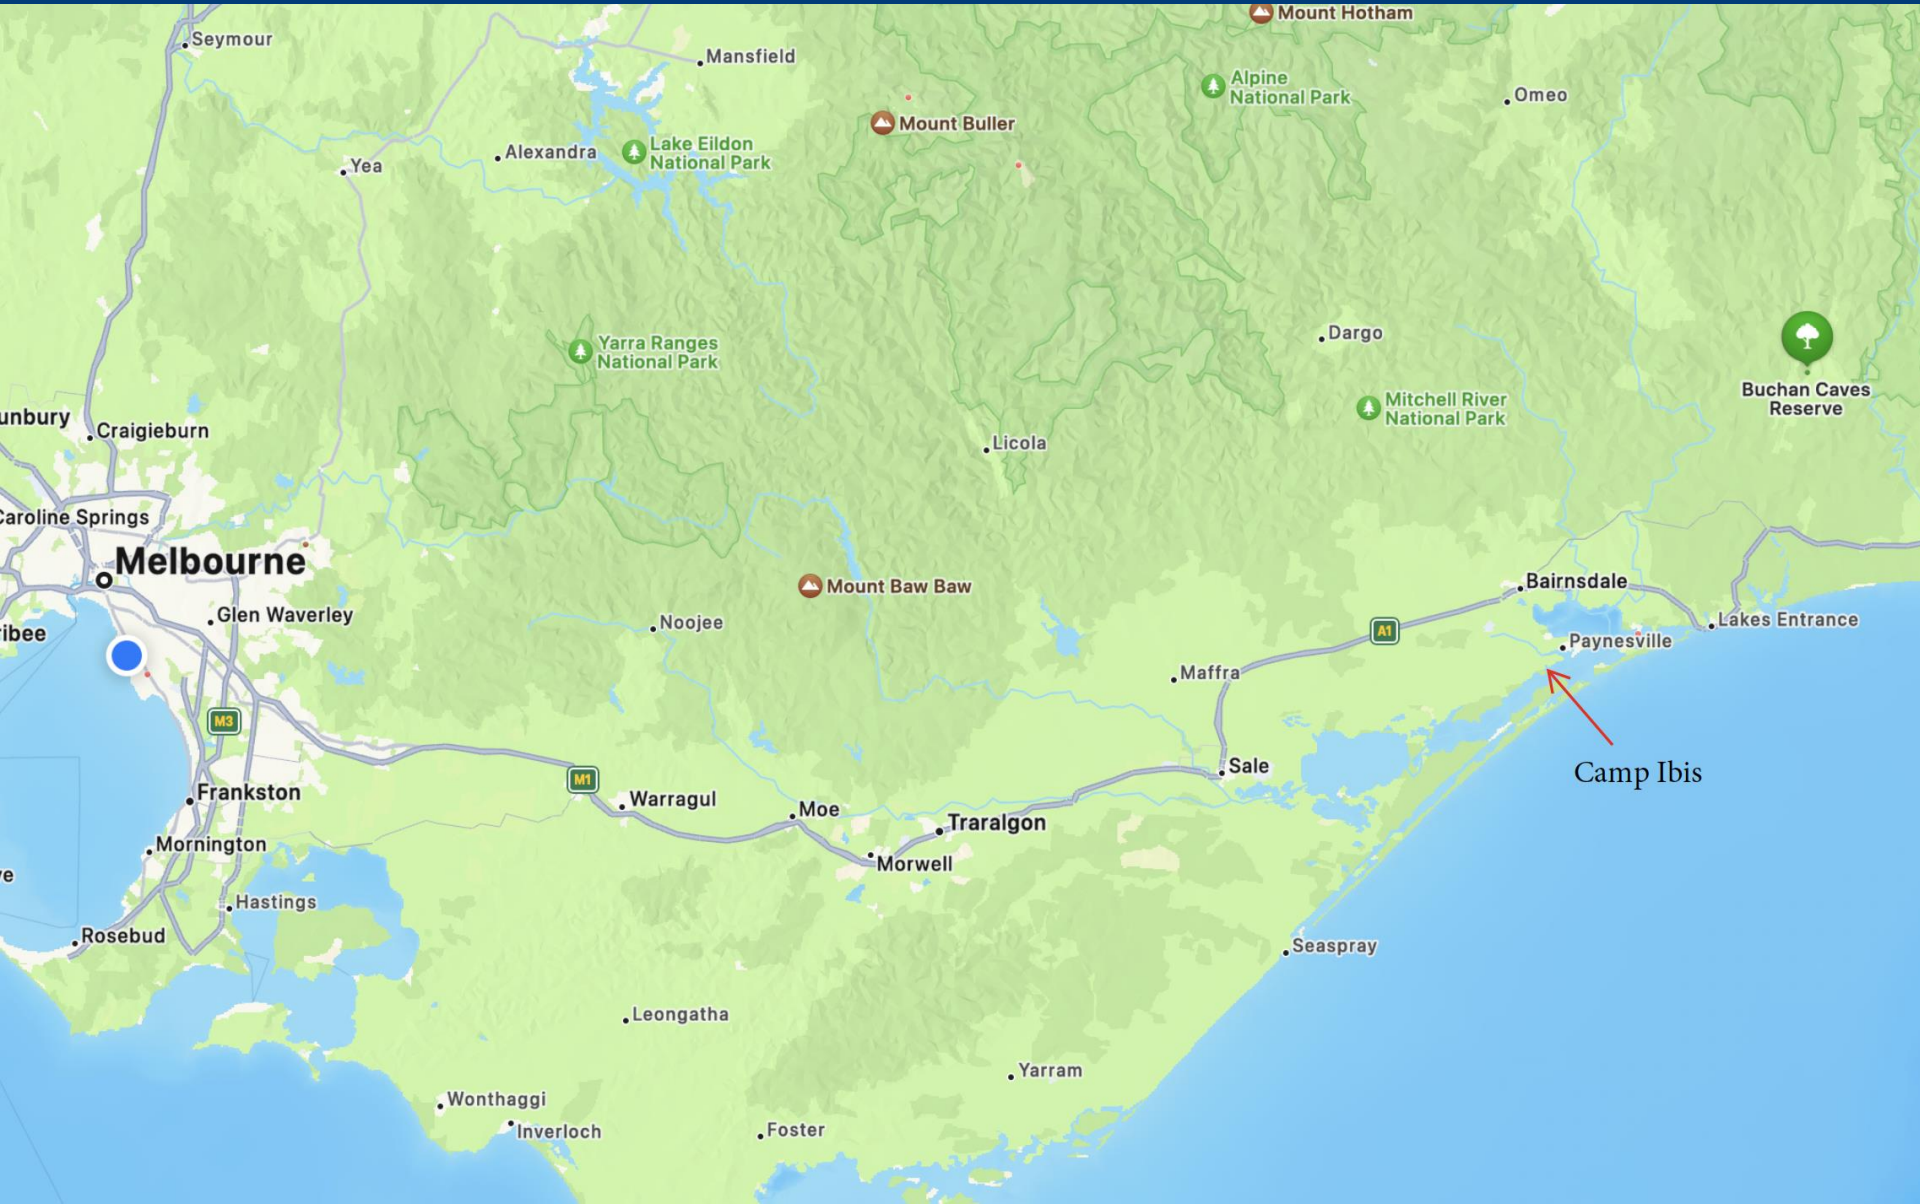 Mount Hotham
Seymour
Mansfield
Alpine
National Park
Omeo
Mount Buller
Lake Eildon
National Park
Alexandra
Yea
Yarra Ranges
National Park
Dargo
Buchan Caves
Reserve
Mitchell River
National Park
unbury
Craigieburn
Licola
Caroline Springs
Melbourne
Mount Baw Baw
Bairnsdale
Glen Waverley
Noojee
Lakes Entrance
ribee
A1
Paynesville
Maffra
M3
Sale
Camp Ibis
M1
Frankston
Warragul
Moe
Traralgon
Mornington
Morwell
ve
Hastings
Rosebud
Seaspray
Leongatha
Yarram
Wonthaggi
Inverloch
Foster